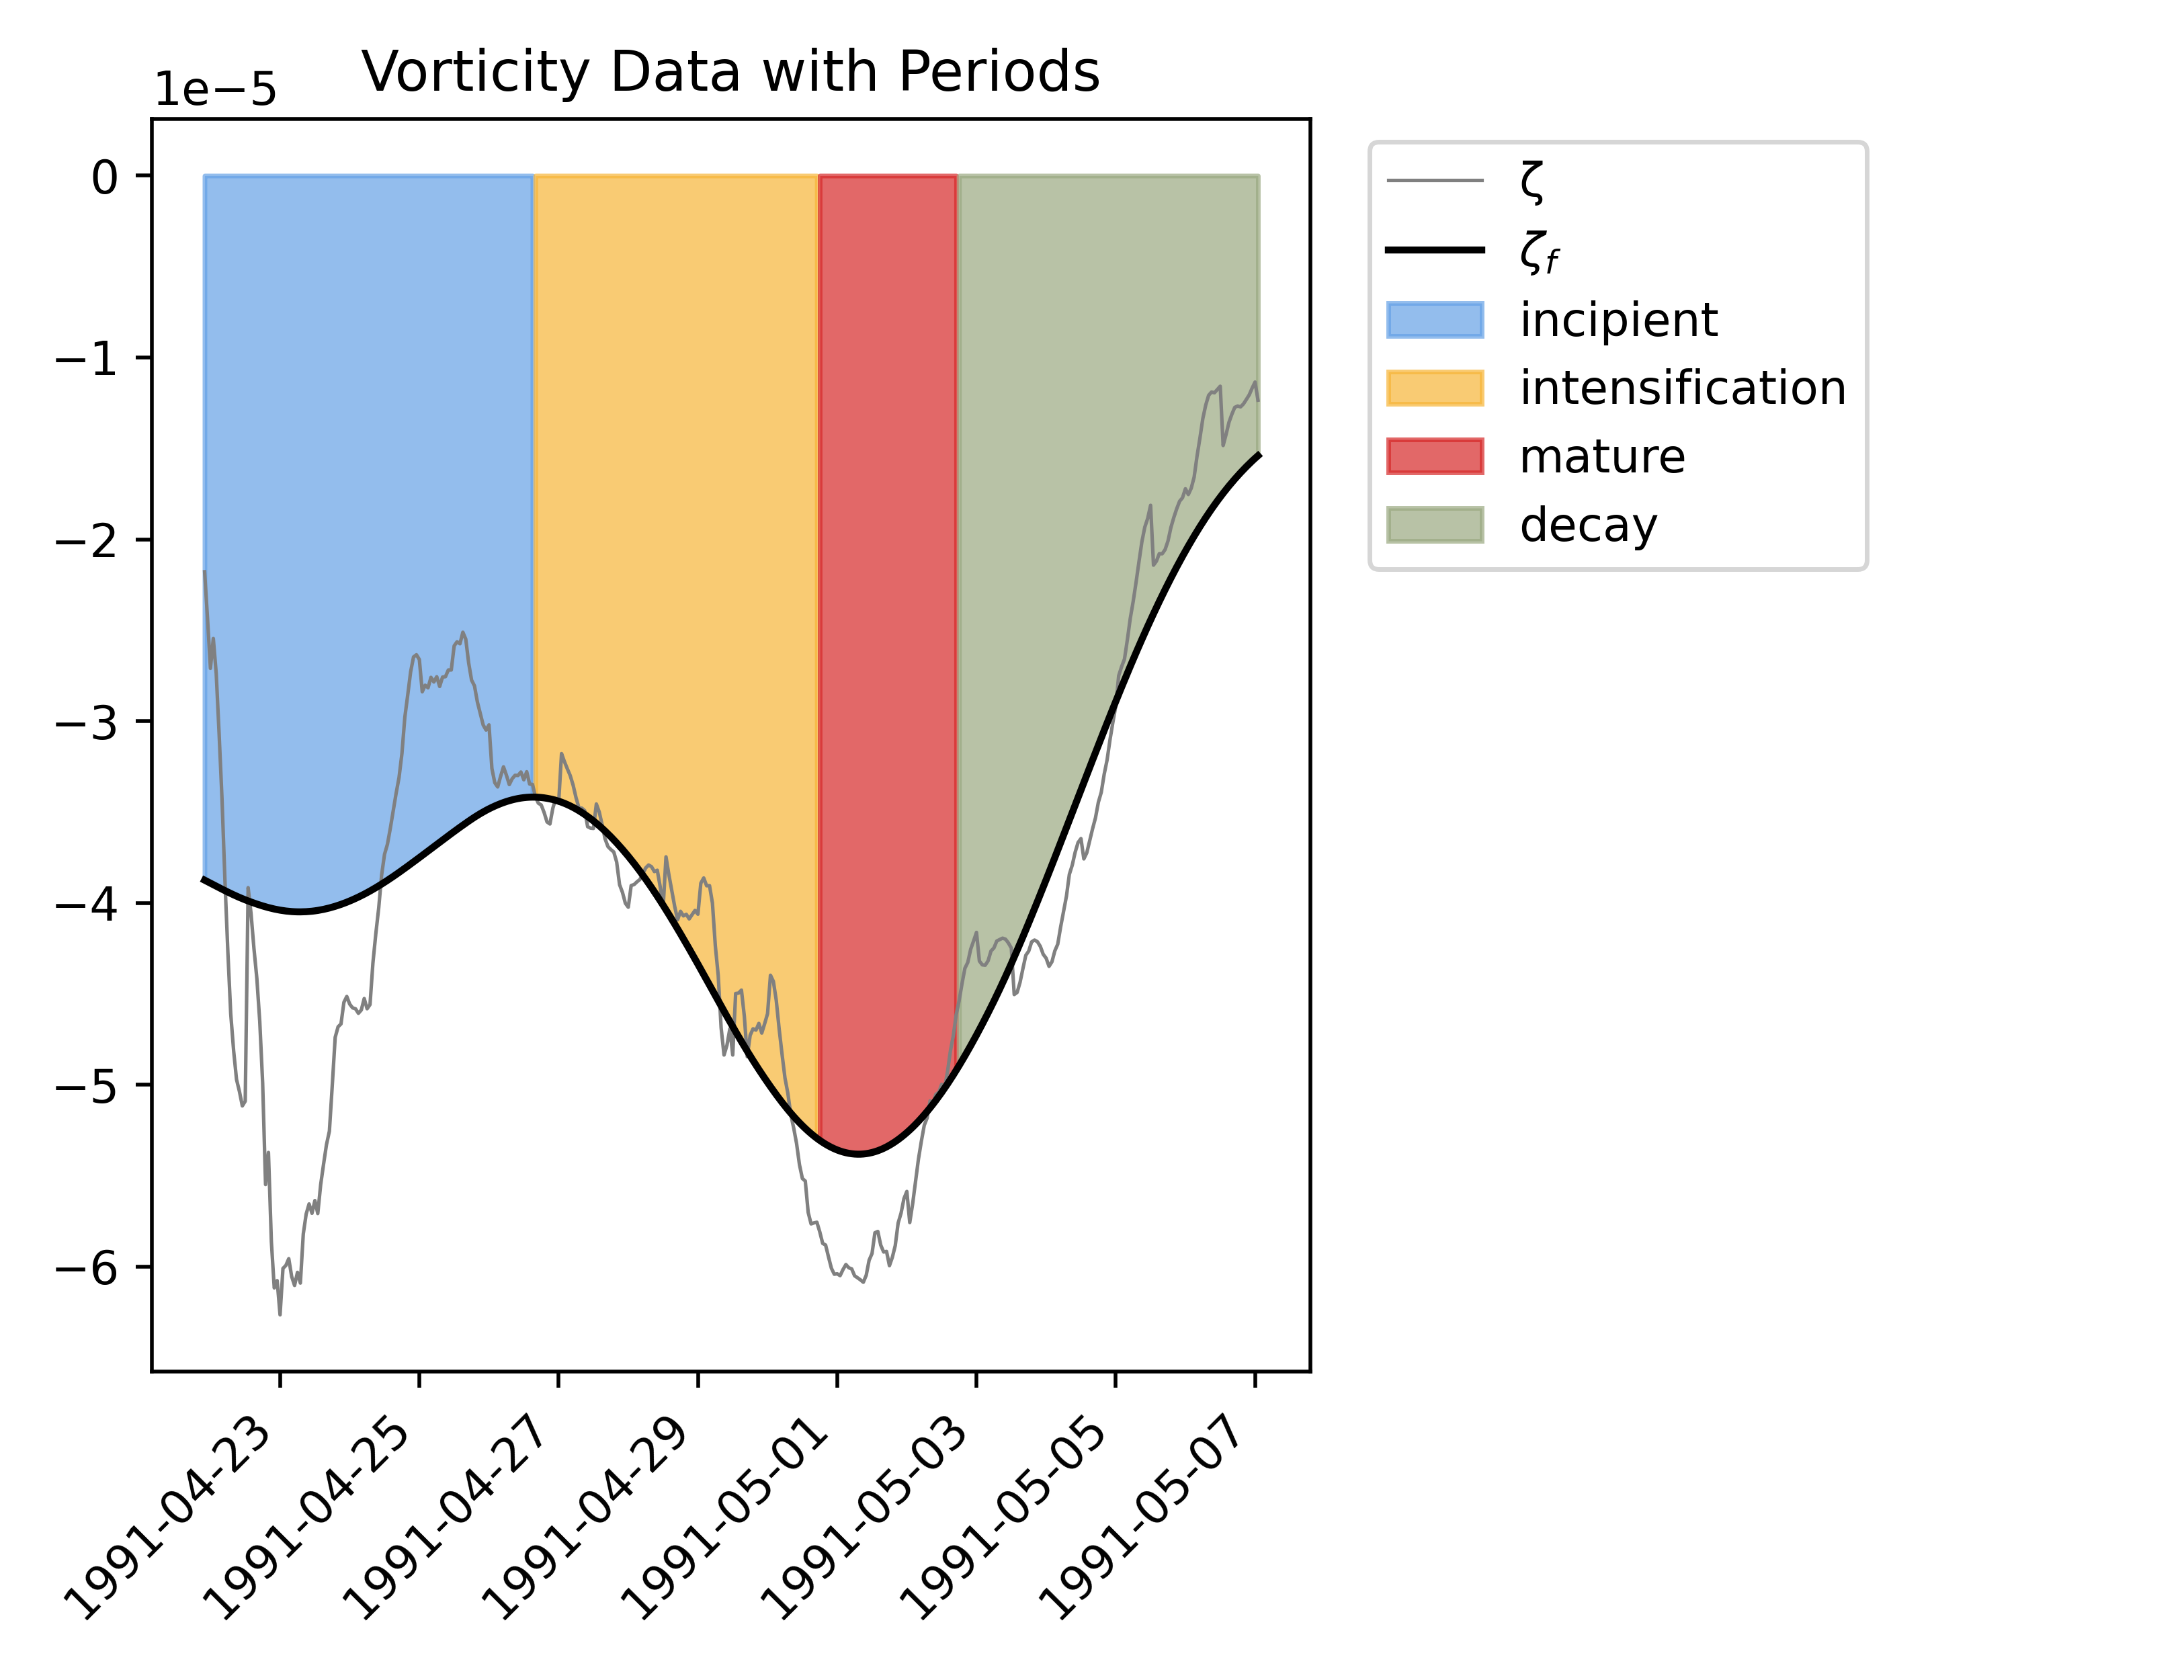 Vorticity Data with Periods
1e−5
0
−1
−2
−3
−4
−5
−6
1991-04-23
1991-04-25
1991-04-27
1991-04-29
1991-05-01
1991-05-03
1991-05-05
1991-05-07
ζ
ζf
incipient
intensification
mature
decay